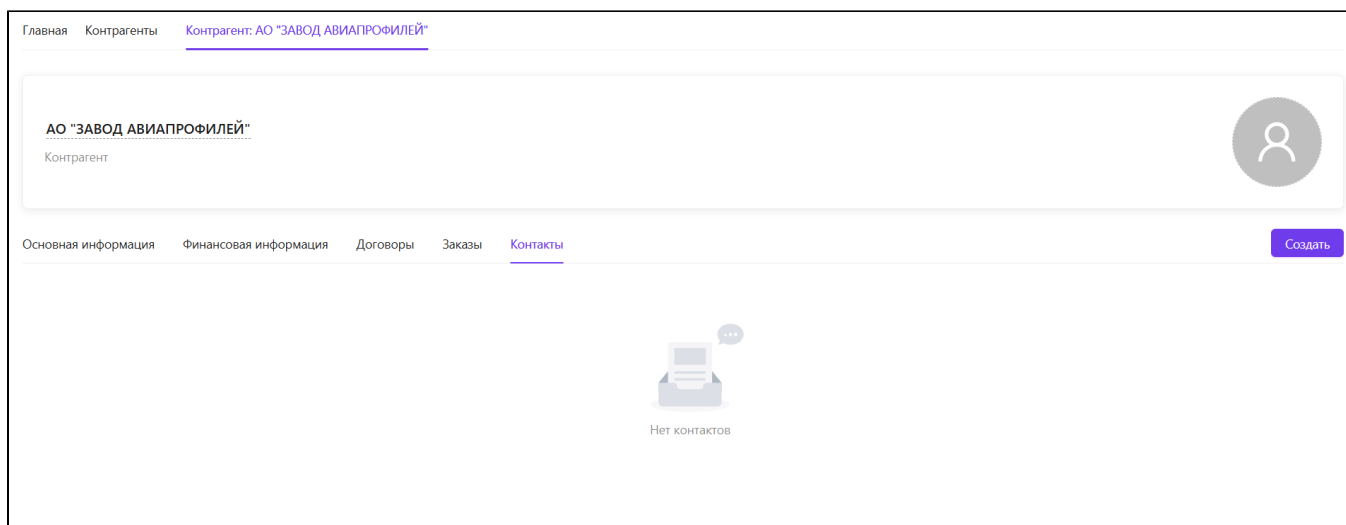 Главная Контрагенты Контрагент: АО "ЗАВОД АВИАПРОФИЛЕЙ"
АО "ЗАВОД АВИАПРОФИЛЕЙ"
Контрагент
Основная информация Финансовая информация Договоры Заказы Контакты Создать
Нет контактов